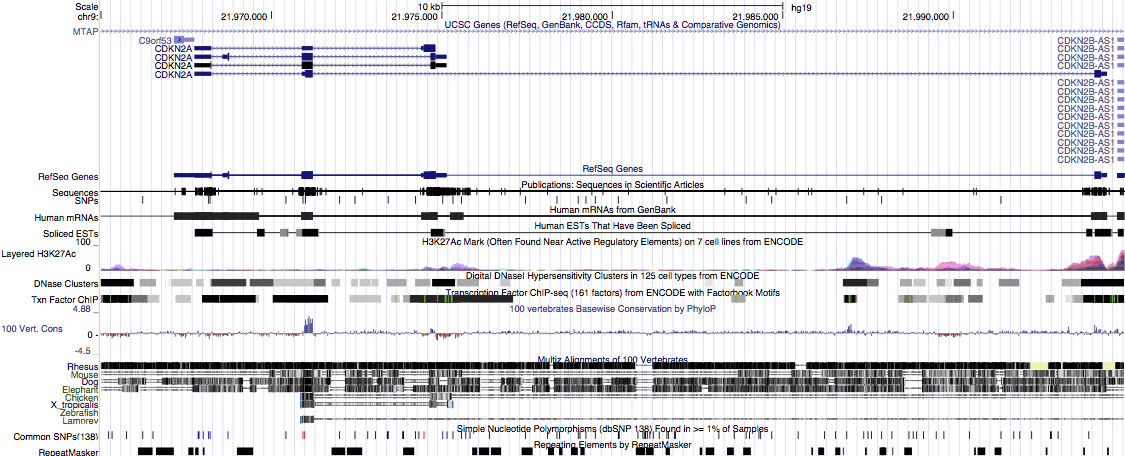 Scale 10 kb hg19
chr9: 21,970,000 21,975,000 21,980,000 21,985,000 21,990,000
UCSC Genes (RefSeq, GenBank, CCDS, Rfam, tRNAs & Comparative Genomics)
MTAP
C9orf53 CDKN2B-AS1
CDKN2A CDKN2B-AS1
CDKN2A CDKN2B-AS1
CDKN2A CDKN2B-AS1
CDKN2A CDKN2B-AS1
CDKN2B-AS1
CDKN2B-AS1
CDKN2B-AS1
CDKN2B-AS1
CDKN2B-AS1
CDKN2B-AS1
CDKN2B-AS1
CDKN2B-AS1
CDKN2B-AS1
CDKN2B-AS1
RefSeq Genes
RefSeq Genes
Publications: Sequences in Scientific Articles
Sequences
SNPs
Human mRNAs from GenBank
Human mRNAs
Human ESTs That Have Been Spliced
Spliced ESTs
H3K27Ac Mark (Often Found Near Active Regulatory Elements) on 7 cell lines from ENCODE
100 _
Layered H3K27Ac
0 _
Digital DNaseI Hypersensitivity Clusters in 125 cell types from ENCODE
DNase Clusters
Transcription Factor ChIP-seq (161 factors) from ENCODE with Factorbook Motifs
Txn Factor ChIP
100 vertebrates Basewise Conservation by PhyloP
4.88 _
100 Vert. Cons
0 _
-4.5 _
Multiz Alignments of 100 Vertebrates
Rhesus
Mouse
Dog
Elephant
Chicken
X_tropicalis
Zebrafish
Lamprey
Simple Nucleotide Polymorphisms (dbSNP 138) Found in >= 1% of Samples
Common SNPs(138)
Repeating Elements by RepeatMasker
RepeatMasker